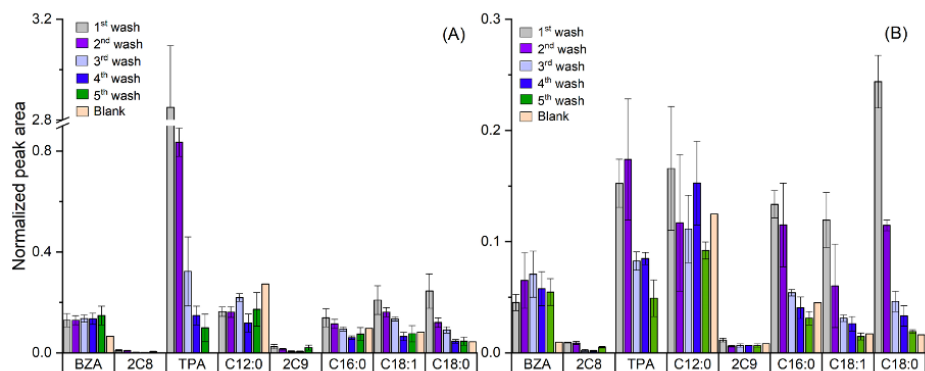 (A)
Normalized peak area
3.2
2.8
0.8
0.4
0.0
1st wash
2nd wash
3rd wash
4th wash
5th wash
Blank
BZA 2C8 TPA C12:0 2C9 C16:0 C18:1 C18:0
(B)
0.3
0.2
0.1
0.0
1st wash
2nd wash
3rd wash
4th wash
5th wash
Blank
BZA 2C8 TPA C12:0 2C9 C16:0 C18:1 C18:0